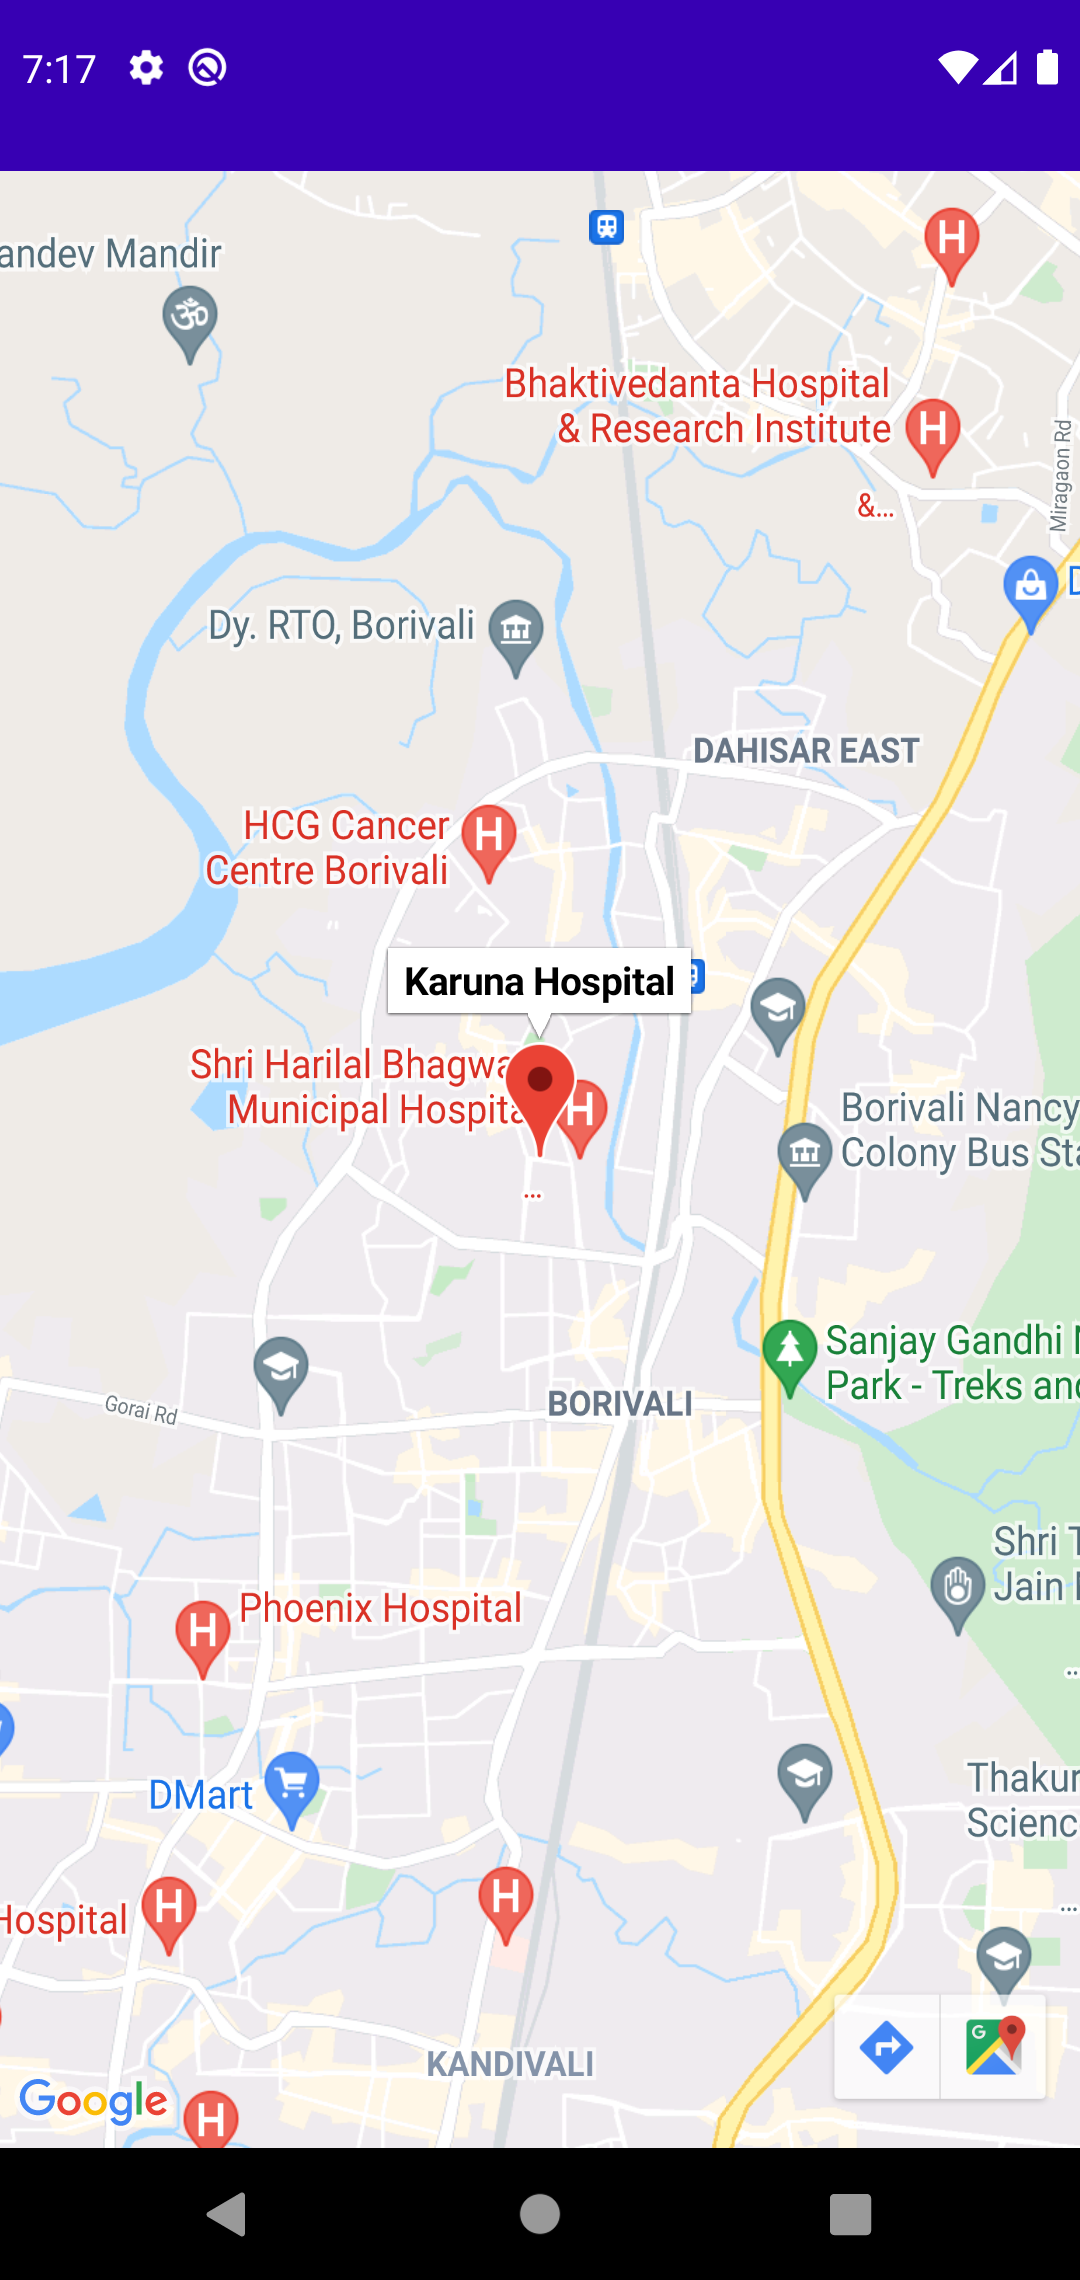 7:17
andev Mandir
Bhaktivedanta Hospital
& Research Institute
&...
Miragaon Rd
D
Dy. RTO, Borivali
DAHISAR EAST
HCG Cancer
Centre Borivali
Karuna Hospital
Shri Harilal Bhagwa
Municipal Hospita
...
Borivali Nancy
Colony Bus Sta
Sanjay Gandhi N
Park - Treks and
BORIVALI
Gorai Rd
Shri T
Jain
...
Phoenix Hospital
DMart
Thakur
Scienc
...
Hospital
KANDIVALI
Google